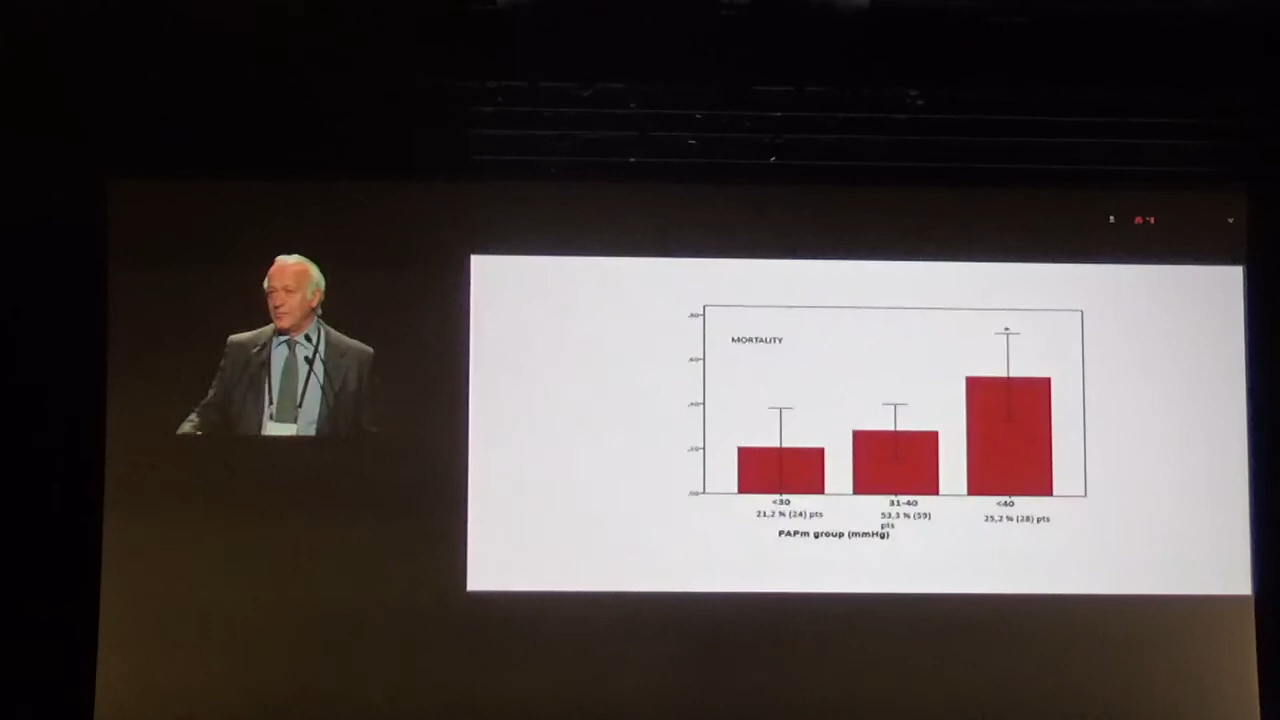 MORTALITY
<30
31-40
<40
21,2 % (24) pts
53,3 % (59)
pts
25,2 % (28) pts
PAPm group (mmHg)